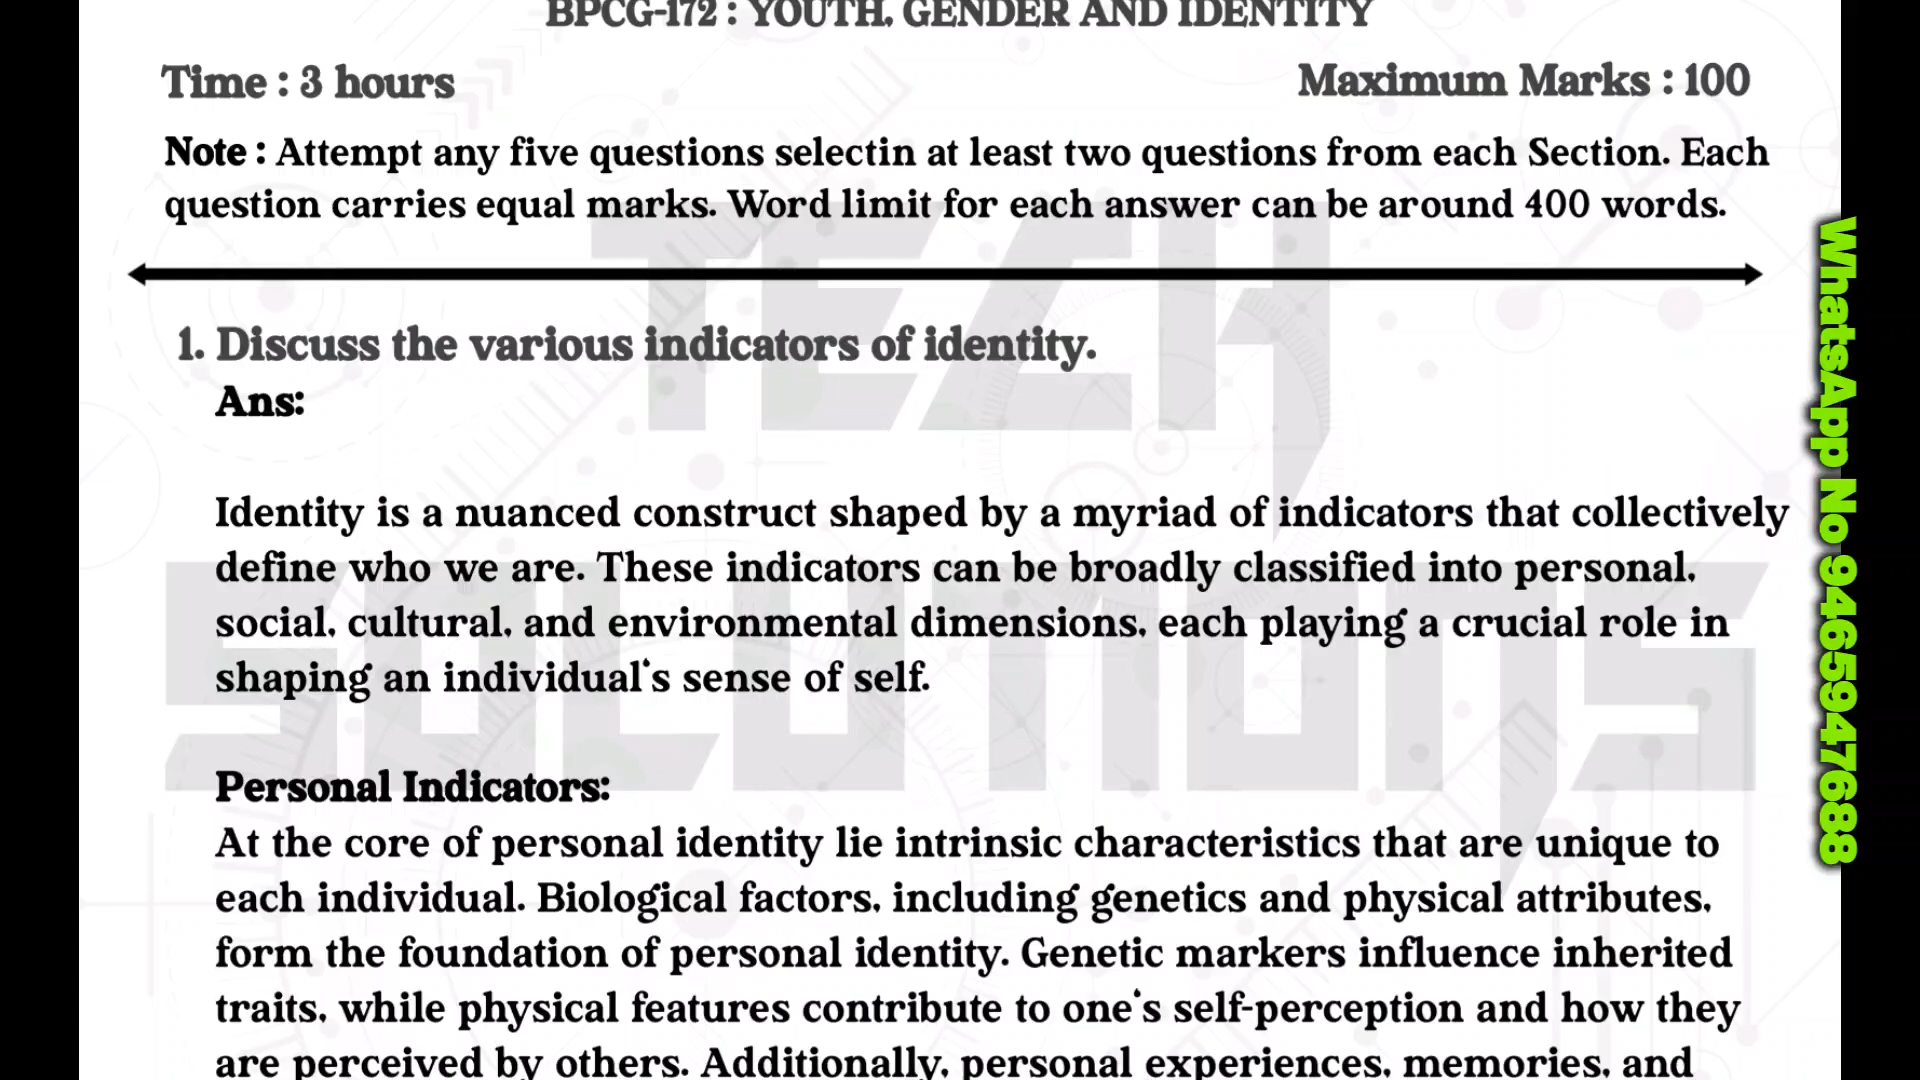 BPCG-172 : YOUTH, GENDER AND IDENTITY
Time : 3 hours
Maximum Marks : 100
Note : Attempt any five questions selectin at least two questions from each Section. Each
question carries equal marks. Word limit for each answer can be around 400 words.
1. Discuss the various indicators of identity.
Ans:
Identity is a nuanced construct shaped by a myriad of indicators that collectively
define who we are. These indicators can be broadly classified into personal,
social, cultural, and environmental dimensions, each playing a crucial role in
shaping an individual's sense of self.
Personal Indicators:
At the core of personal identity lie intrinsic characteristics that are unique to
each individual. Biological factors, including genetics and physical attributes,
form the foundation of personal identity. Genetic markers influence inherited
traits, while physical features contribute to one's self-perception and how they
are perceived by others. Additionally, personal experiences, memories, and
TECH
SOLUTIONS
WhatsApp No 9465947688